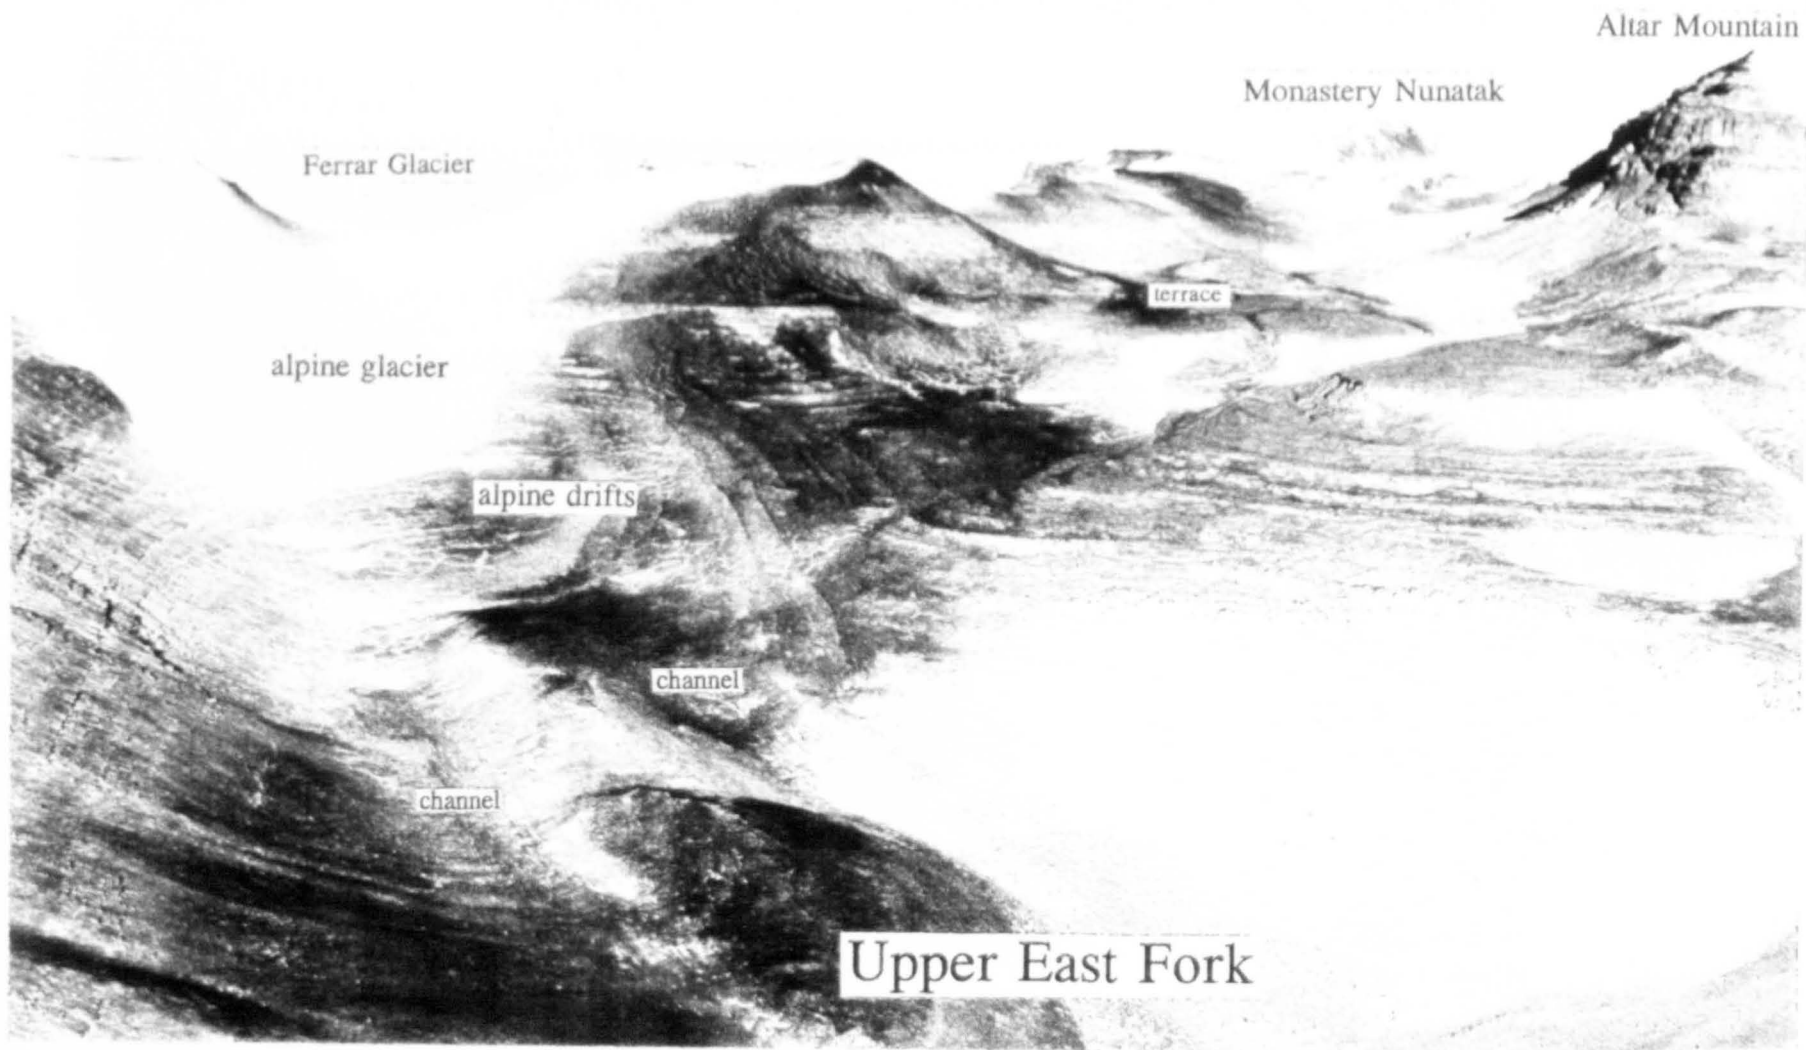 Altar Mountain
Monastery Nunatak
Ferrar Glacier
terrace
alpine glacier
alpine drifts
channel
channel
Upper East Fork